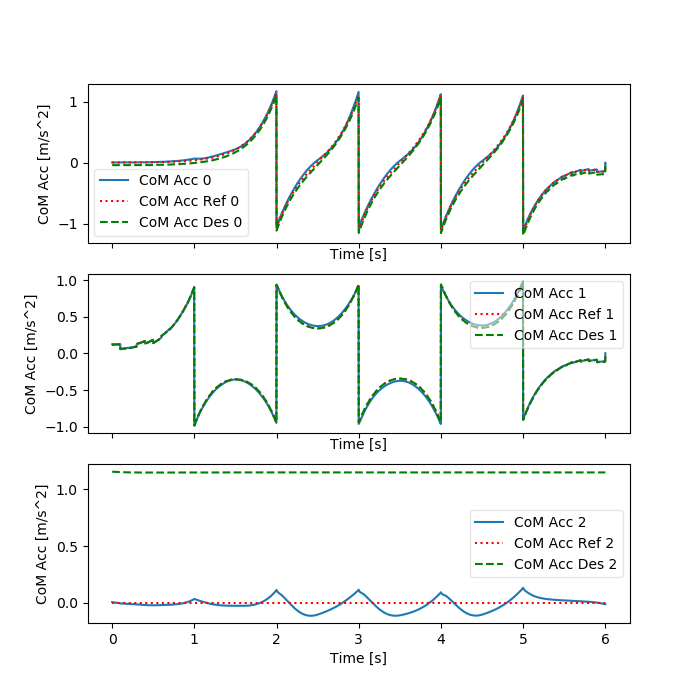 CoM Acc [m/s^2]
1
0
−1
CoM Acc 0
CoM Acc Ref 0
CoM Acc Des 0
Time [s]
CoM Acc [m/s^2]
1.0
0.5
0.0
−0.5
−1.0
CoM Acc 1
CoM Acc Ref 1
CoM Acc Des 1
Time [s]
CoM Acc [m/s^2]
1.0
0.5
0.0
CoM Acc 2
CoM Acc Ref 2
CoM Acc Des 2
0 1 2 3 4 5 6
Time [s]